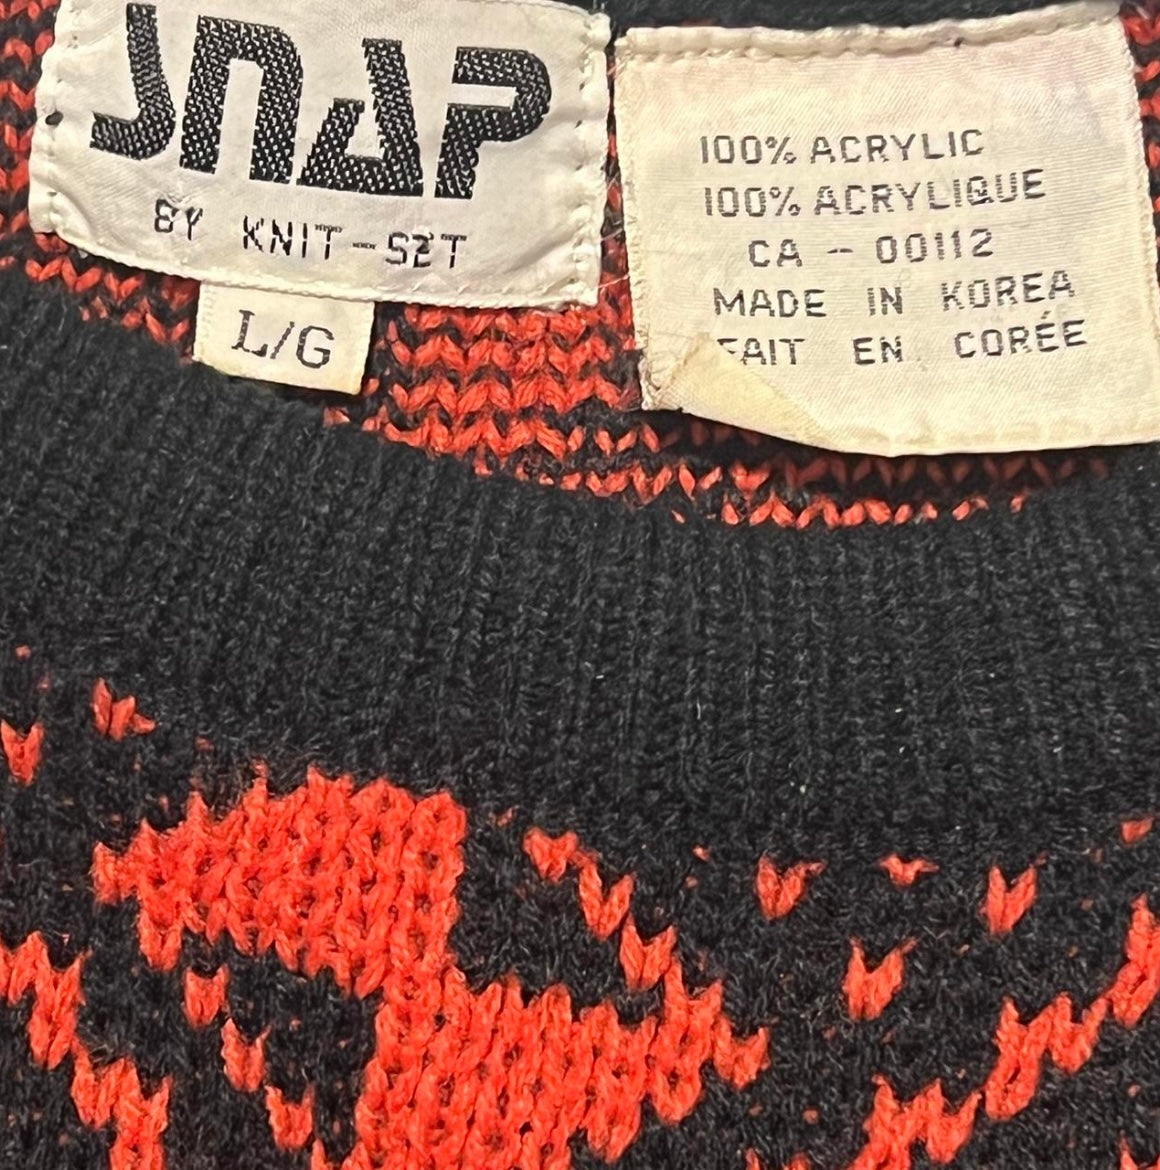 SNAP
BY KNIT-SET
L/G
100% ACRYLIC
100% ACRYLIQUE
CA - 00112
MADE IN KOREA
FAIT EN CORÉE